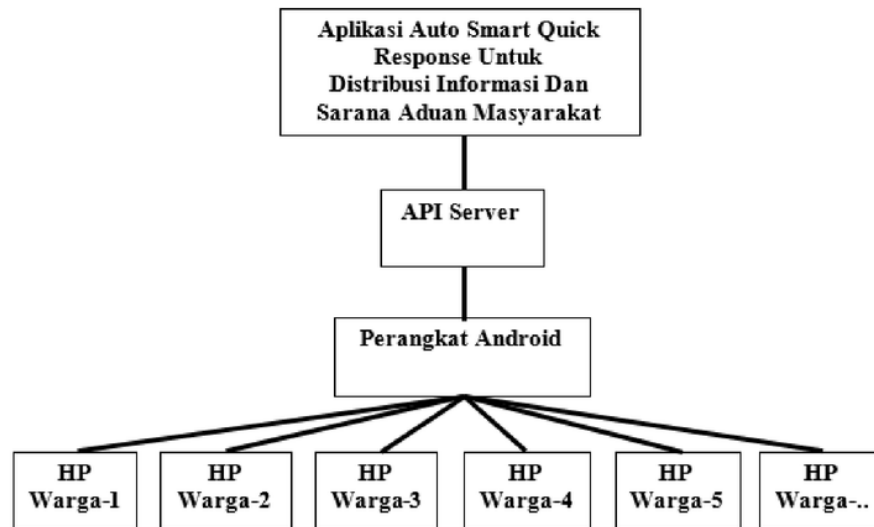 Aplikasi Auto Smart Quick
Response Untuk
Distribusi Informasi Dan
Sarana Aduan Masyarakat
API Server
Perangkat Android
HP
Warga-1
HP
Warga-2
HP
Warga-3
HP
Warga-4
HP
Warga-5
HP
Warga-..